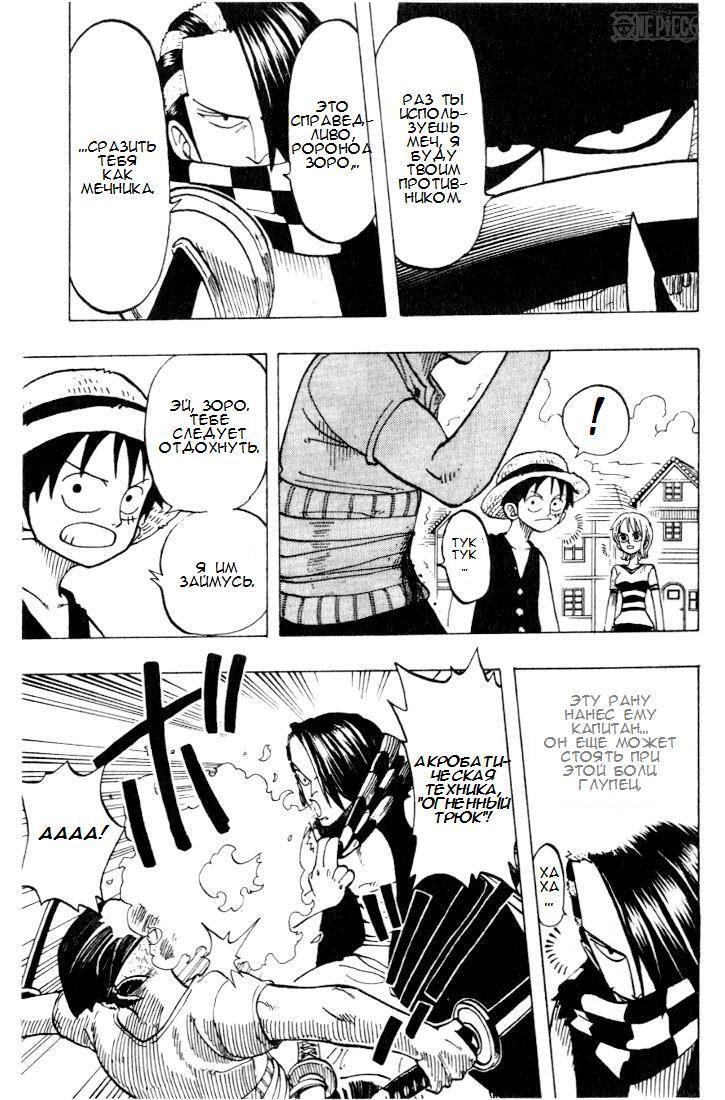 ONE PIECE
РАЗ ТЫ
ИСПОЛЬ-
ЗУЕШЬ
МЕЧ, Я
БУДУ
ТВОИМ
ПРОТИВ-
НИКОМ.
ЭТО
СПРАВЕД-
ЛИВО,
РОРОНОА
ЗОРО,..
...СРАЗИТЬ
ТЕБЯ
КАК
МЕЧНИКА.
!
ТУК
ТУК
...
ЭЙ, ЗОРО.
ТЕБЕ
СЛЕДУЕТ
ОТДОХНУТЬ.
Я ИМ
ЗАЙМУСЬ.
ЭТУ РАНУ
НАНЕС ЕМУ
КАПИТАН...
ОН ЕЩЕ МОЖЕТ
СТОЯТЬ ПРИ
ЭТОЙ БОЛИ
ГЛУПЕЦ.
ХА
ХА
...
АКРОБАТИ-
ЧЕСКАЯ
ТЕХНИКА,
"ОГНЕННЫЙ
ТРЮК"!
АААА!